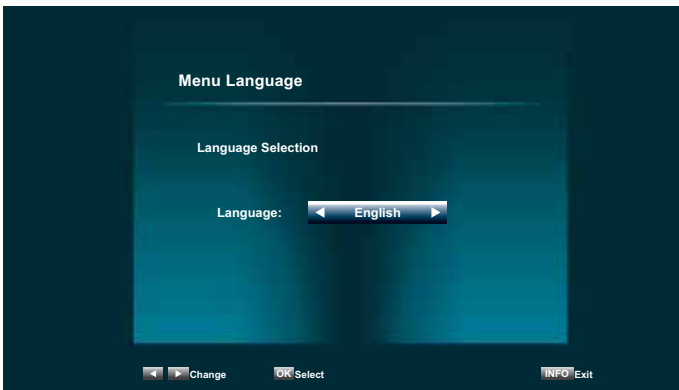 Menu Language
Language Selection
Language: ◀ English ▶
◀ ▶ Change OK Select INFO Exit